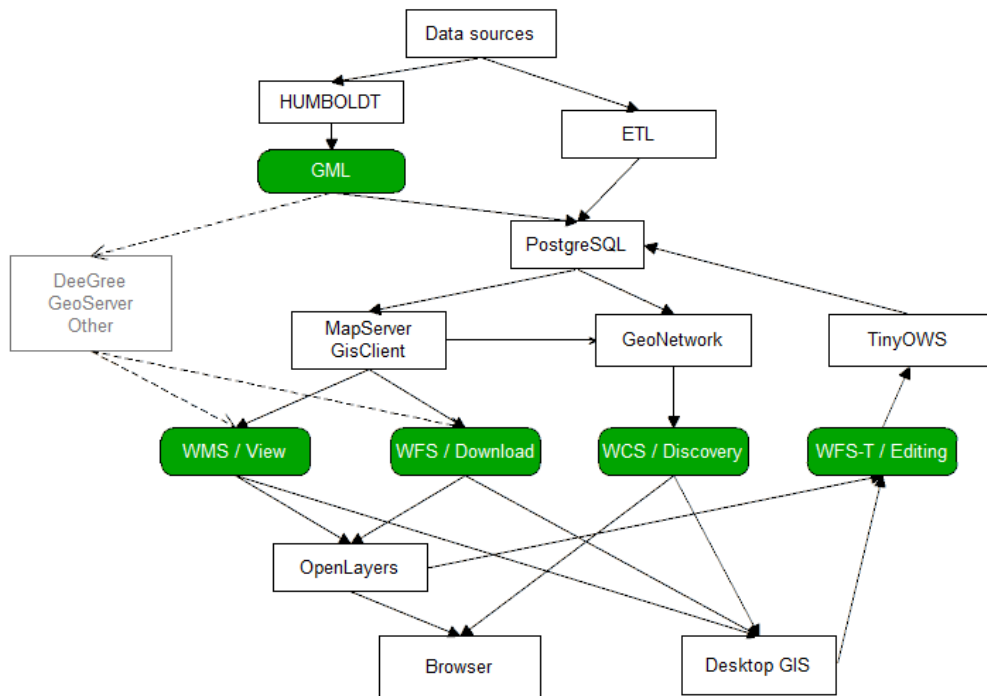 Data sources
HUMBOLDT
ETL
GML
PostgreSQL
DeeGree
GeoServer
Other
MapServer
GisClient
GeoNetwork
TinyOWS
WMS / View
WFS / Download
WCS / Discovery
WFS-T / Editing
OpenLayers
Browser
Desktop GIS